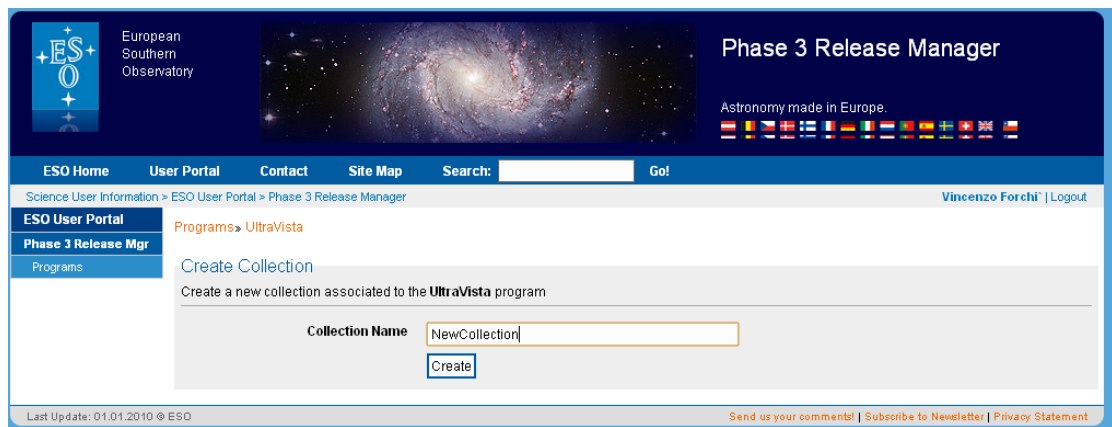 ESO
European
Southern
Observatory
Phase 3 Release Manager
Astronomy made in Europe.
ESO Home User Portal Contact Site Map Search: Go!
Science User Information > ESO User Portal > Phase 3 Release Manager
Vincenzo Forchi` | Logout
ESO User Portal
Phase 3 Release Mgr
Programs
Programs» UltraVista
Create Collection
Create a new collection associated to the UltraVista program
Collection Name NewCollection
Create
Last Update: 01.01.2010 © ESO
Send us your comments! | Subscribe to Newsletter | Privacy Statement